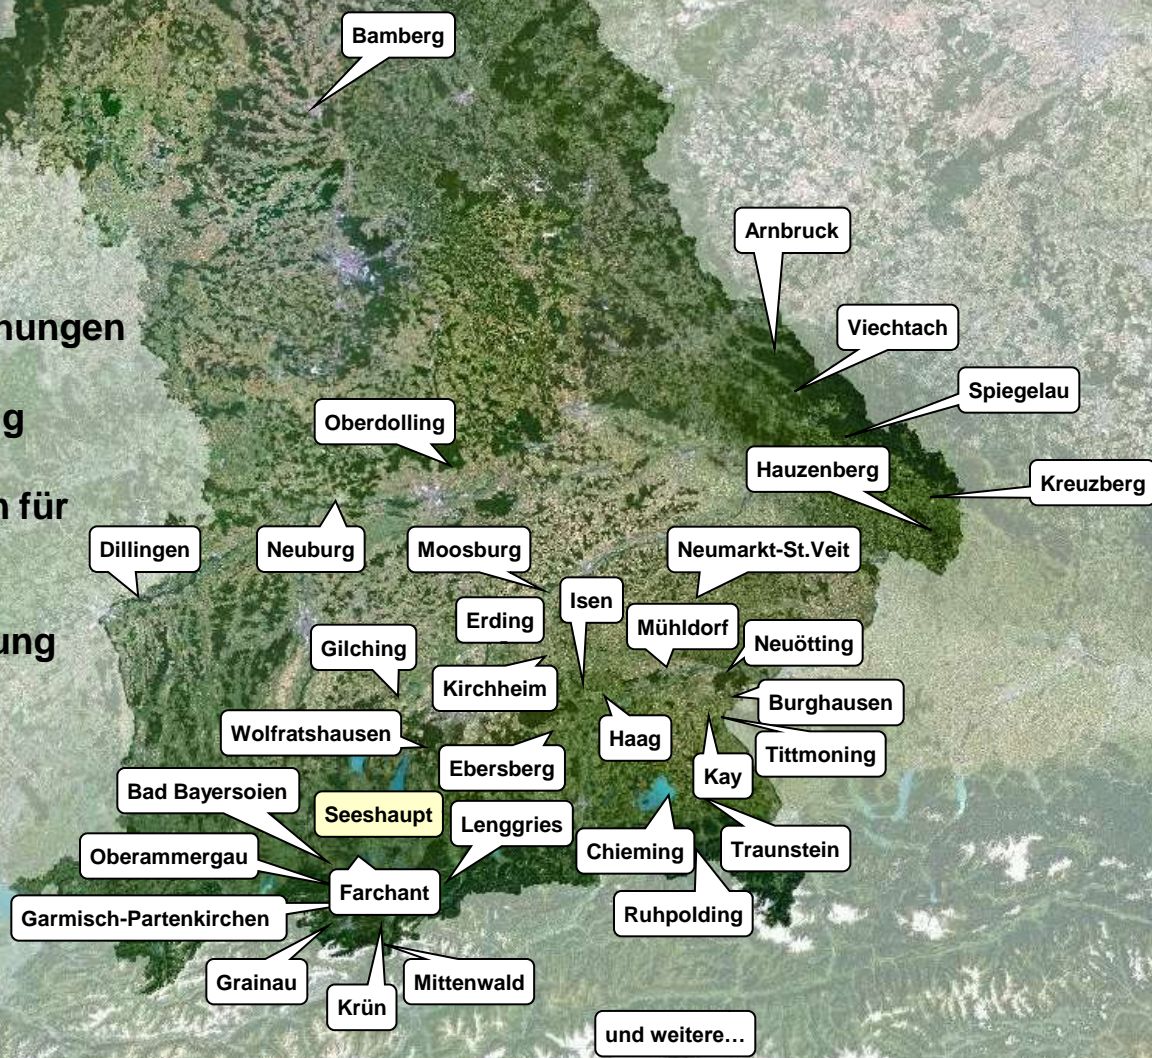 Bamberg
Arnbruck
nungen
Viechtach
Spiegelau
g
Oberdolling
Hauzenberg
Kreuzberg
n für
Dillingen
Neuburg
Moosburg
Neumarkt-St.Veit
Isen
Erding
Mühldorf
ung
Gilching
Neuötting
Kirchheim
Burghausen
Wolfratshausen
Haag
Tittmoning
Ebersberg
Kay
Bad Bayersoien
Seeshaupt
Lenggries
Oberammergau
Chieming
Traunstein
Farchant
Garmisch-Partenkirchen
Ruhpolding
Grainau
Mittenwald
Krün
und weitere...